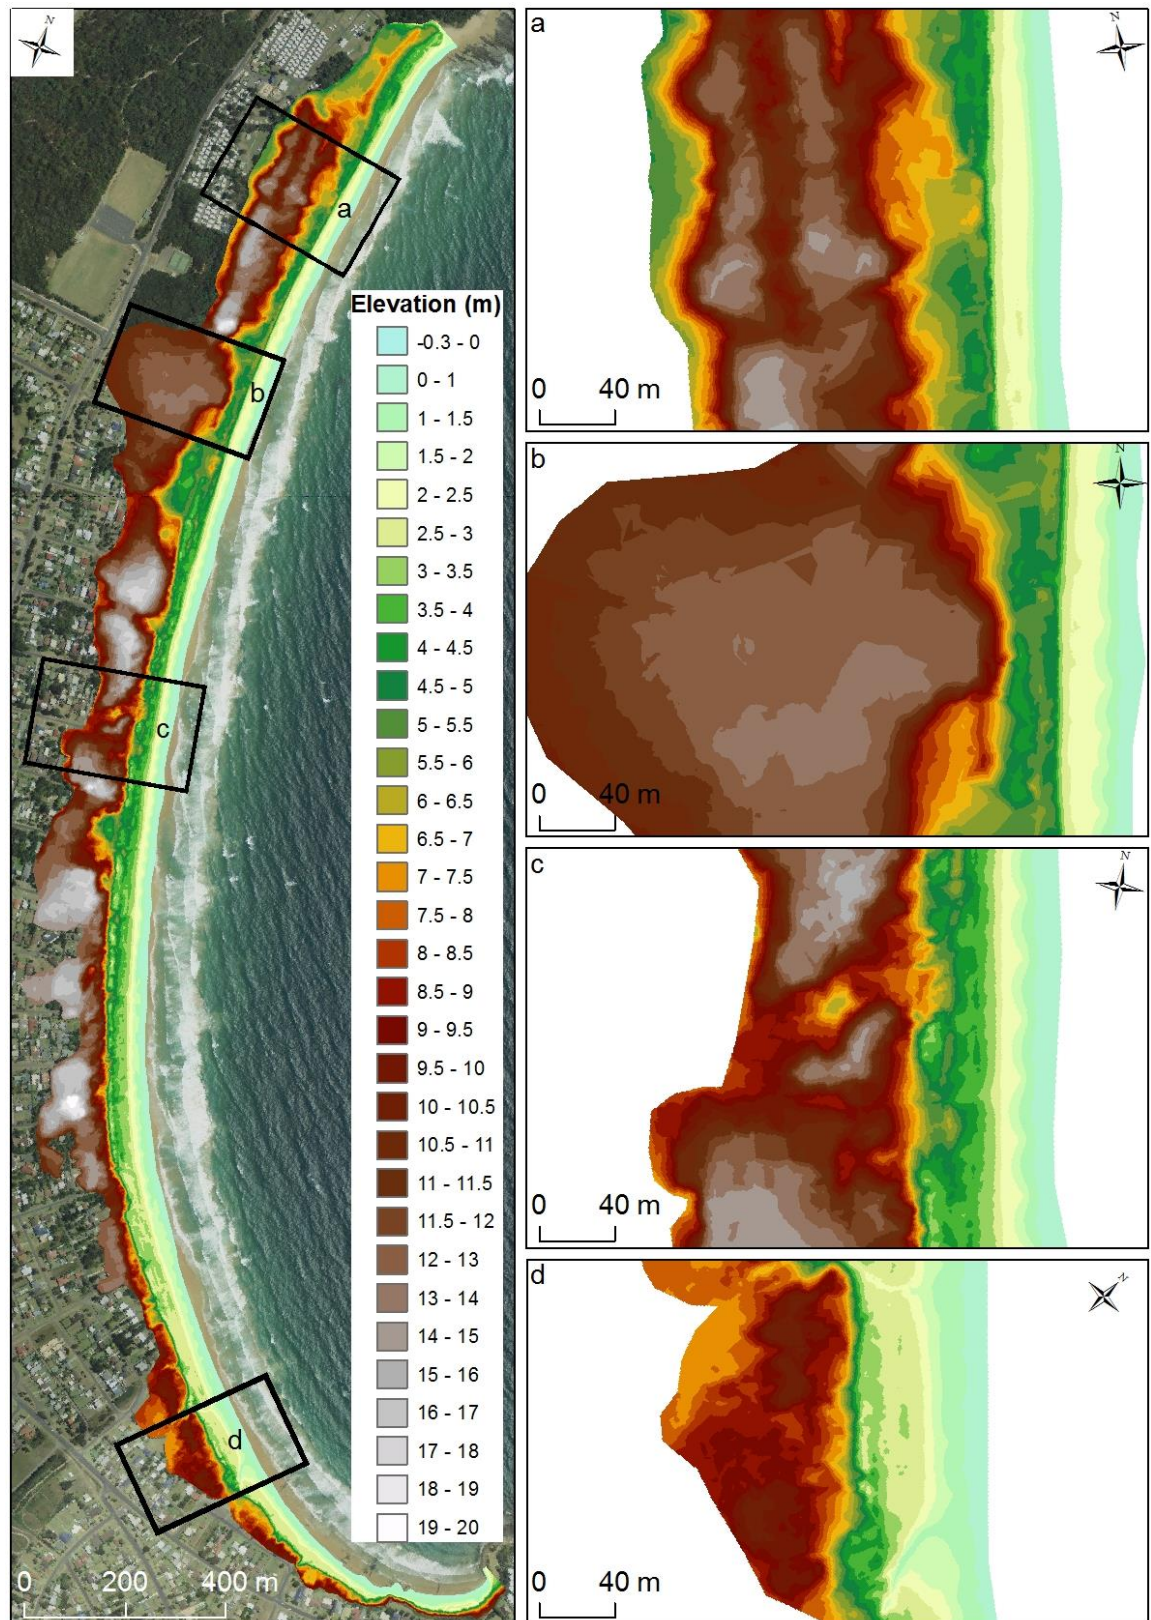 N
a
b
c
d
Elevation (m)
-0.3 - 0
0 - 1
1 - 1.5
1.5 - 2
2 - 2.5
2.5 - 3
3 - 3.5
3.5 - 4
4 - 4.5
4.5 - 5
5 - 5.5
5.5 - 6
6 - 6.5
6.5 - 7
7 - 7.5
7.5 - 8
8 - 8.5
8.5 - 9
9 - 9.5
9.5 - 10
10 - 10.5
10.5 - 11
11 - 11.5
11.5 - 12
12 - 13
13 - 14
14 - 15
15 - 16
16 - 17
17 - 18
18 - 19
19 - 20
0 200 400 m
a
N
0 40 m
b
N
0 40 m
c
N
0 40 m
d
N
0 40 m